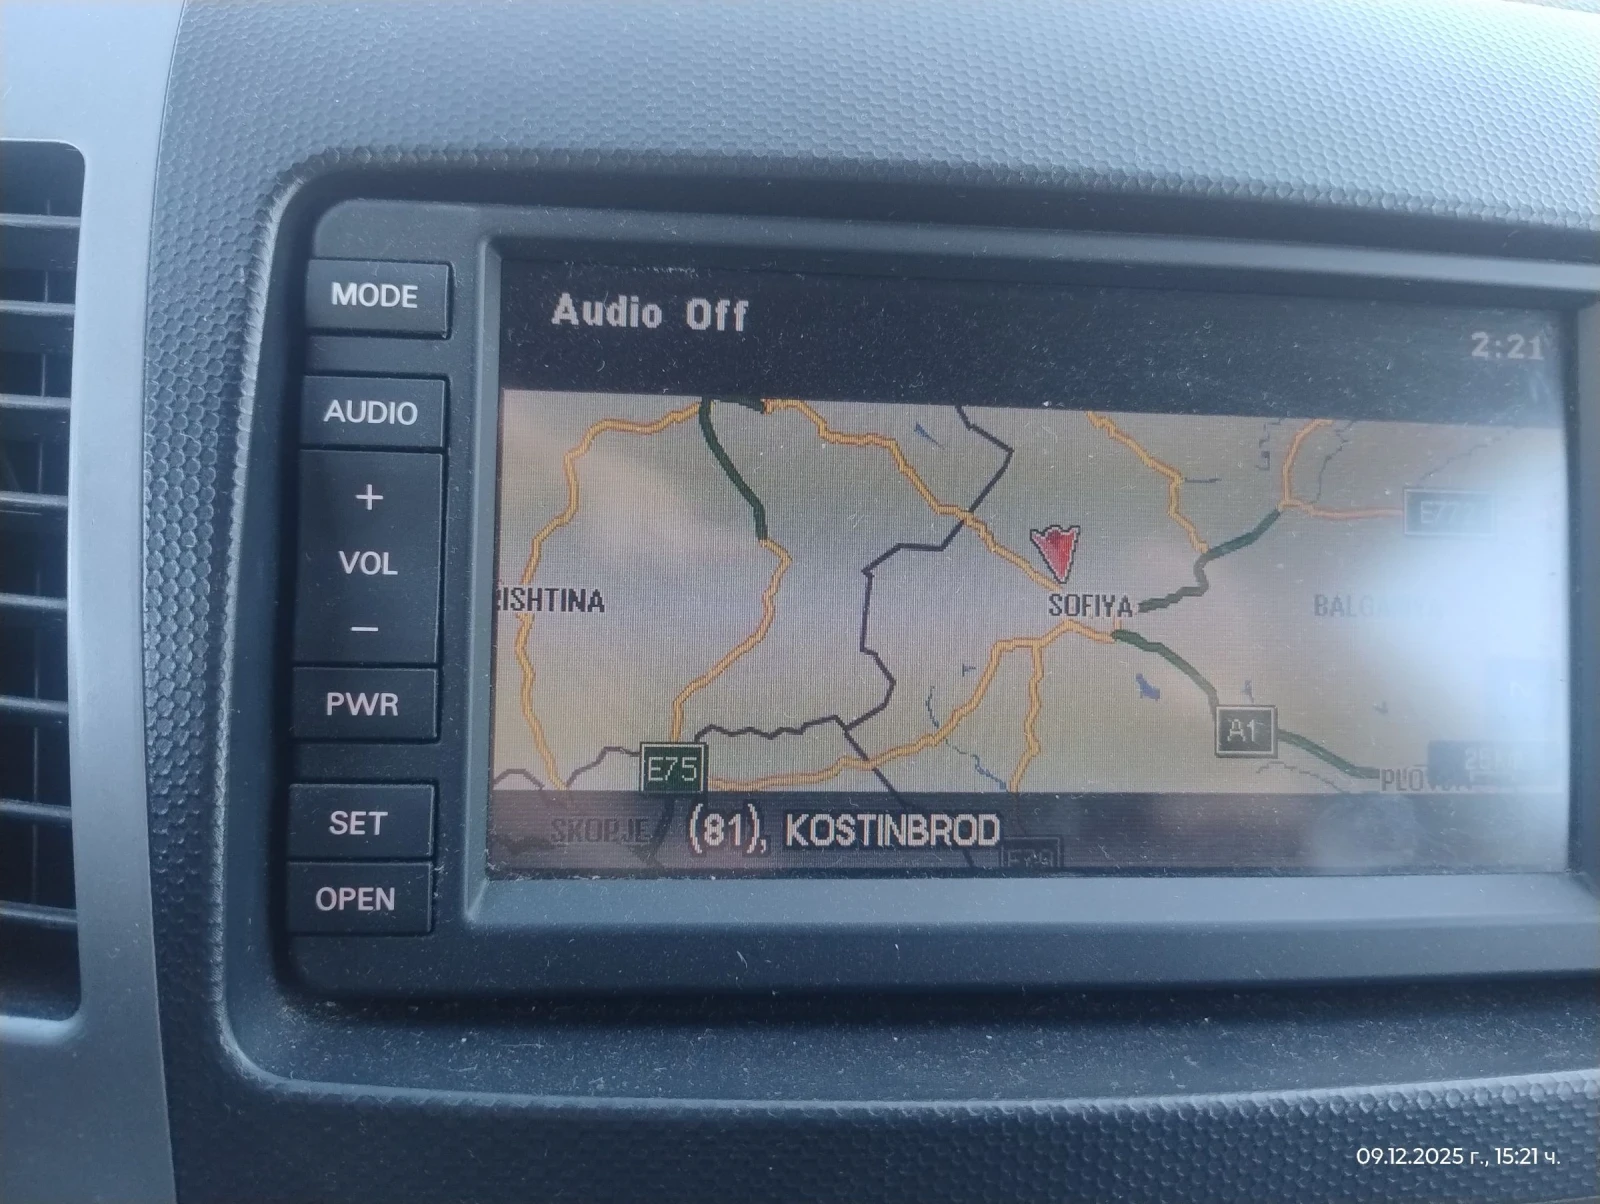 MODE
AUDIO
+
VOL
−
PWR
SET
OPEN
Audio Off
2:21
ISHTINA
SOFIYA
A1
E75
SKOPJE
(81), KOSTINBROD
09.12.2025 г., 15:21 ч.